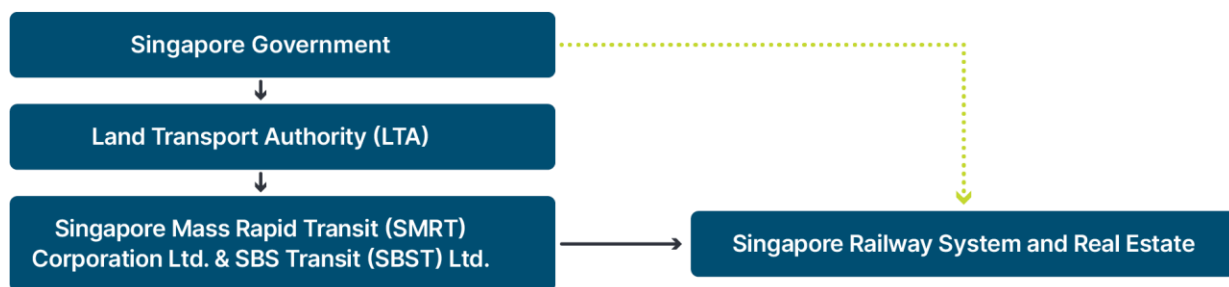 Singapore Government
Land Transport Authority (LTA)
Singapore Mass Rapid Transit (SMRT)
Corporation Ltd. & SBS Transit (SBST) Ltd.
Singapore Railway System and Real Estate